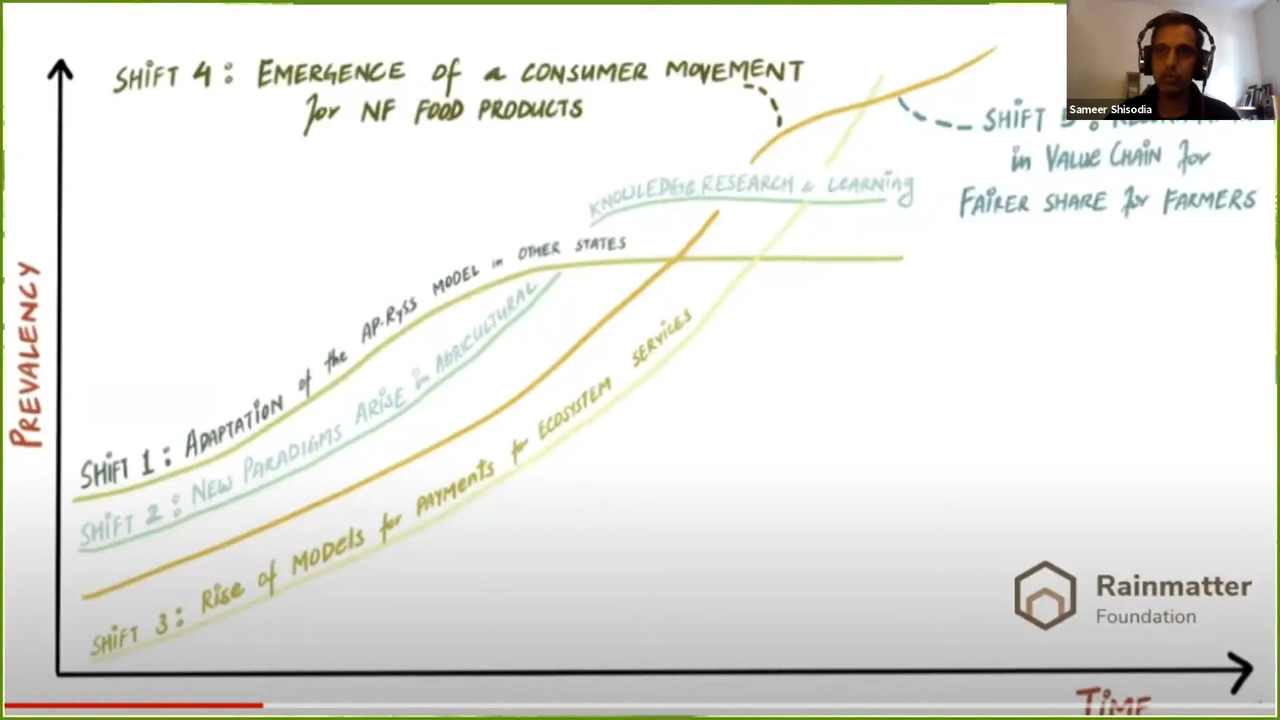 SHIFT 4: EMERGENCE of a CONSUMER MOVEMENT
for NF FOOD PRODUCTS
Sameer Shisodia
SHIFT
in VALUE CHAIN for
FAIRER SHARE for FARMERS
KNOWLEDGE RESEARCH & LEARNING
SHIFT 1: ADAPTATION of the AP-RySS MODEL in OTHER STATES
SHIFT 2: NEW PARADIGMS ARISE in AGRICULTURAL
SHIFT 3: RISE of MODELS for PAYMENTS for ECOSYSTEM SERVICES
PREVALENCY
Rainmatter
Foundation
TIME